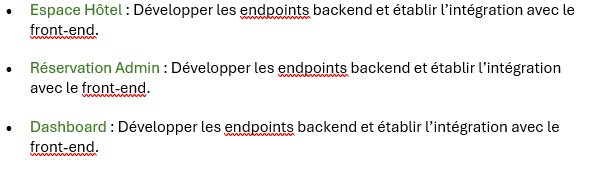 • Espace Hôtel : Développer les endpoints backend et établir l’intégration avec le
front-end.
• Réservation Admin : Développer les endpoints backend et établir l’intégration
avec le front-end.
• Dashboard : Développer les endpoints backend et établir l’intégration avec le
front-end.